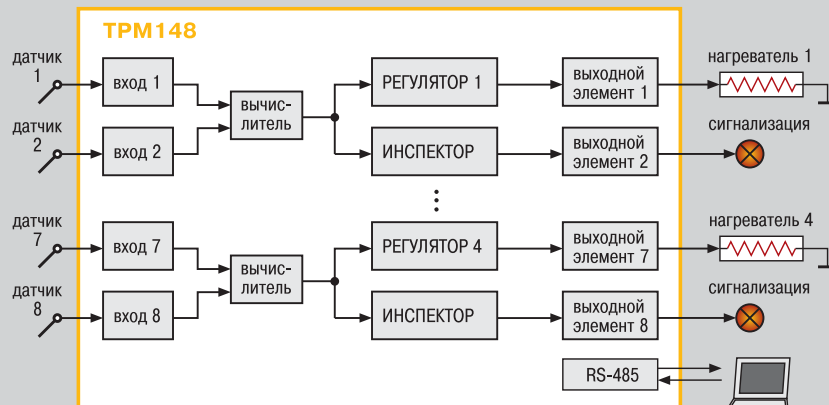 ТРМ148
датчик
1
вход 1
вычис-
литель
РЕГУЛЯТОР 1
выходной
элемент 1
нагреватель 1
датчик
2
вход 2
ИНСПЕКТОР
выходной
элемент 2
сигнализация
датчик
7
вход 7
вычис-
литель
РЕГУЛЯТОР 4
выходной
элемент 7
нагреватель 4
датчик
8
вход 8
ИНСПЕКТОР
выходной
элемент 8
сигнализация
RS-485